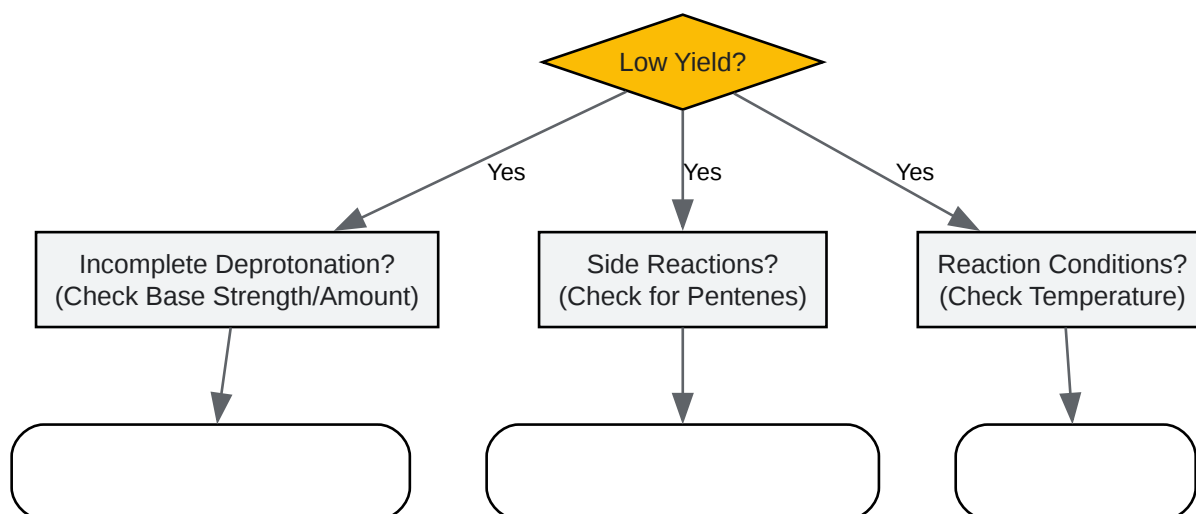 Low Yield?
Yes
Yes
Yes
Incomplete Deprotonation?
(Check Base Strength/Amount)
Side Reactions?
(Check for Pentenes)
Reaction Conditions?
(Check Temperature)